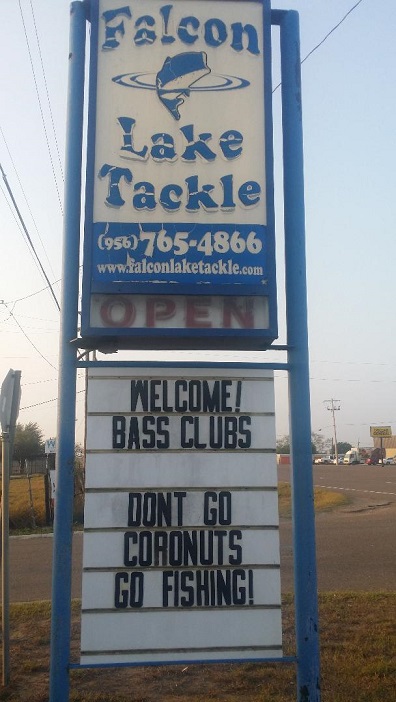 Falcon
Lake
Tackle
(956) 765-4866
www.falconlaketackle.com
OPEN
WELCOME!
BASS CLUBS
DONT GO
CORONUTS
GO FISHING!